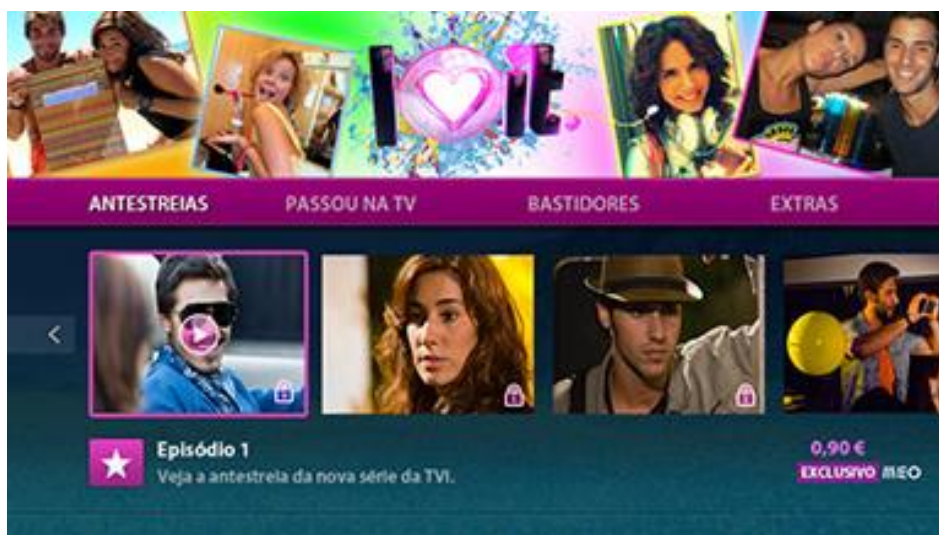 l♡it.
ANTESTREIAS PASSOU NA TV BASTIDORES EXTRAS
Episódio 1
Veja a antestreia da nova série da TVI.
0,90 €
EXCLUSIVO MEO